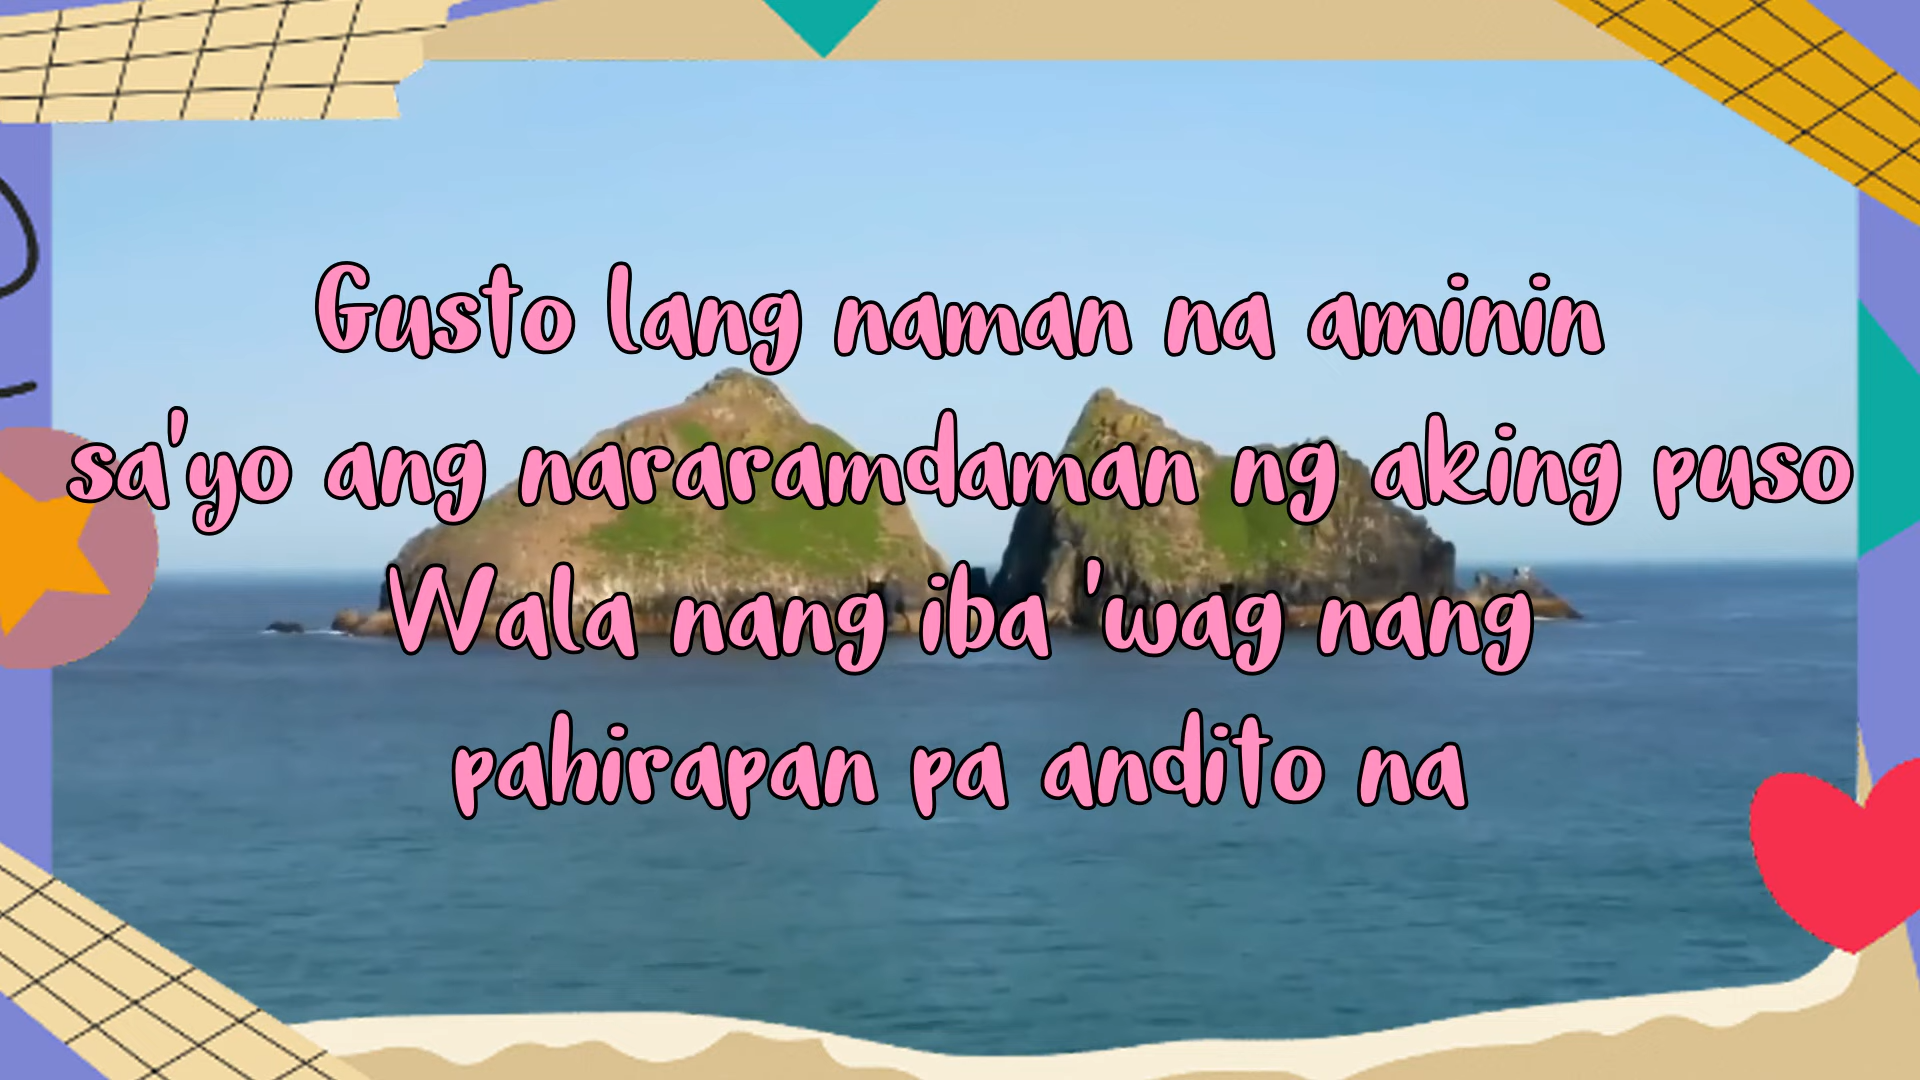 Gusto lang naman na aminin
sa'yo ang nararamdaman ng aking puso
Wala nang iba 'wag nang
pahirapan pa andito na